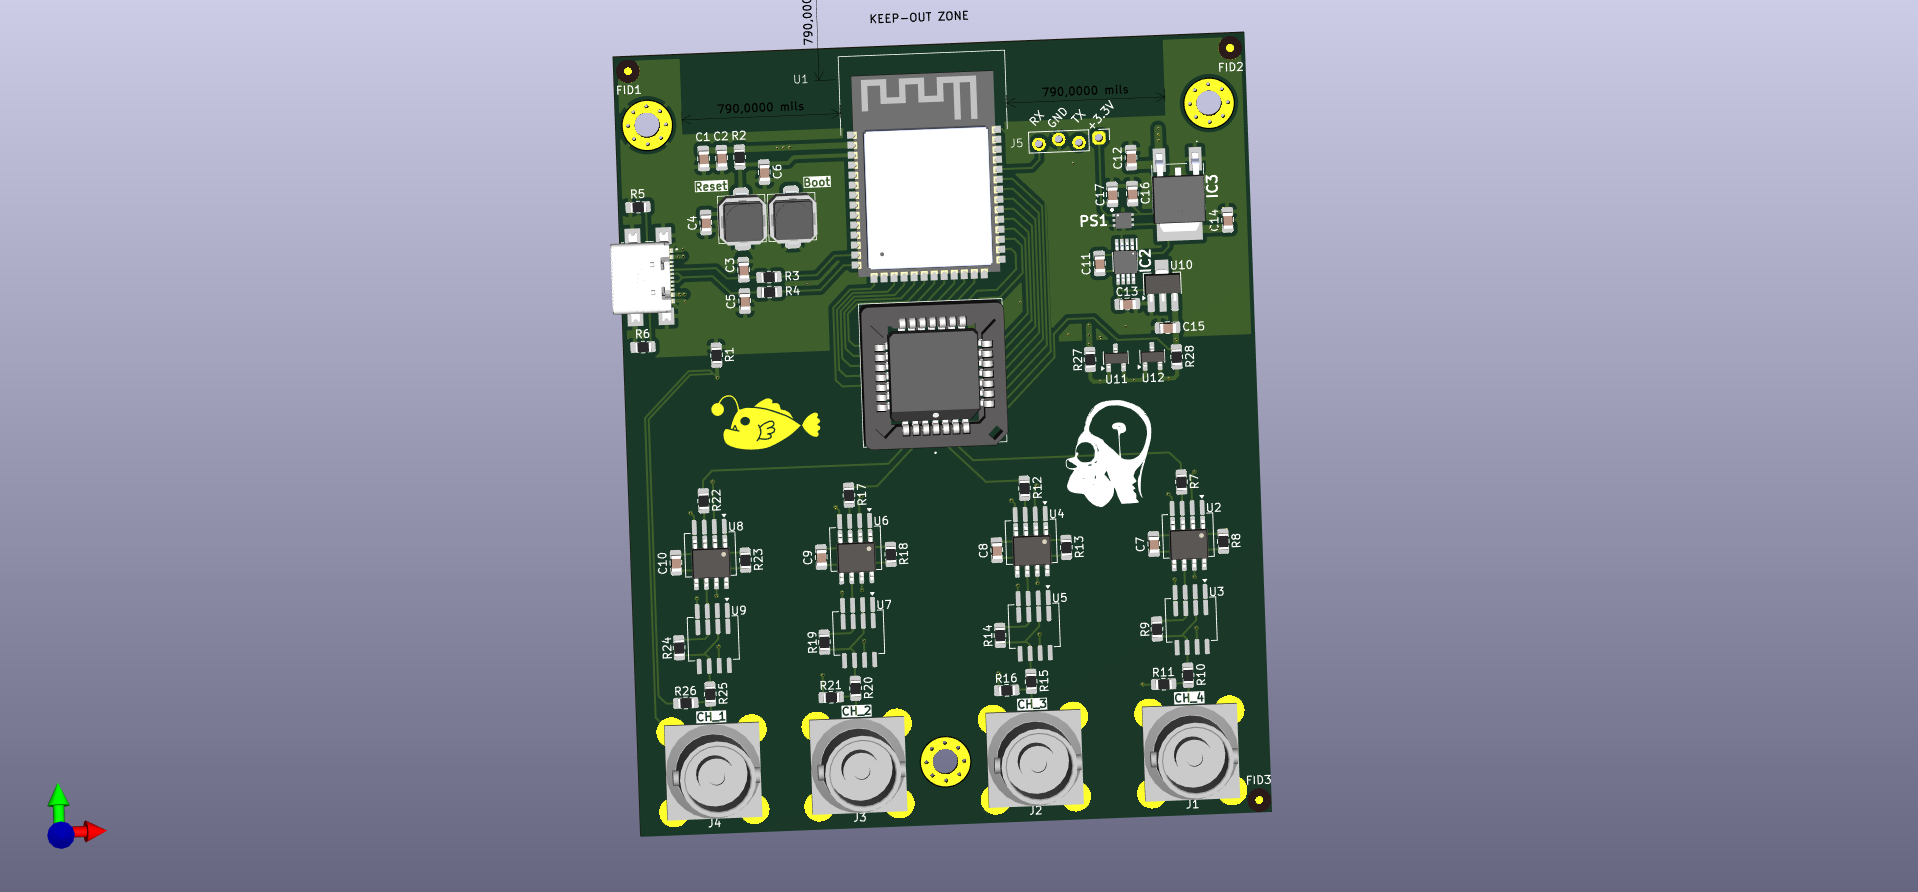 KEEP-OUT ZONE
790,000
FID1
FID2
U1
790,0000 mils
790,0000 mils
RX
GND
TX
+3.3V
J5
C1
C2
R2
C6
C12
Reset
Boot
C17
C16
IC3
R5
C4
PS1
C14
C3
R3
R4
C5
C11
IC2
U10
C13
C15
R6
R1
R27
U11
U12
R28
R22
R17
R12
R7
U8
U6
U4
U2
C10
R23
C9
R18
C8
R13
C7
R8
U9
U7
U5
U3
R24
R19
R14
R9
R26
R25
R21
R20
R16
R15
R11
R10
CH_1
CH_2
CH_3
CH_4
J4
J3
J2
J1
FID3